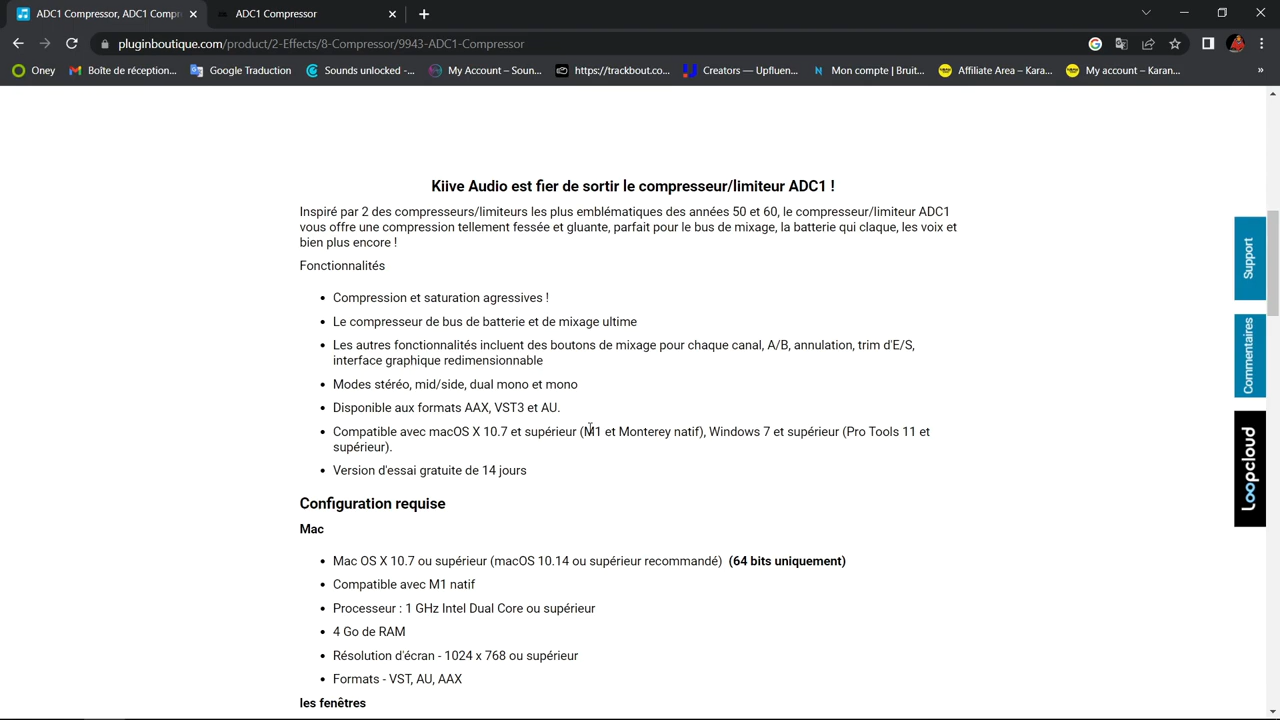 ADC1 Compressor, ADC1 Compr
ADC1 Compressor
pluginboutique.com/product/2-Effects/8-Compressor/9943-ADC1-Compressor
Oney
Boîte de réception...
Google Traduction
Sounds unlocked -...
My Account – Soun...
https://trackbout.co...
Creators — Upfluen...
Mon compte | Bruit...
Affiliate Area – Kara...
My account – Karan...
»
Kiive Audio est fier de sortir le compresseur/limiteur ADC1 !
Inspiré par 2 des compresseurs/limiteurs les plus emblématiques des années 50 et 60, le compresseur/limiteur ADC1
vous offre une compression tellement fessée et gluante, parfait pour le bus de mixage, la batterie qui claque, les voix et
bien plus encore !
Fonctionnalités
• Compression et saturation agressives !
• Le compresseur de bus de batterie et de mixage ultime
• Les autres fonctionnalités incluent des boutons de mixage pour chaque canal, A/B, annulation, trim d'E/S,
interface graphique redimensionnable
• Modes stéréo, mid/side, dual mono et mono
• Disponible aux formats AAX, VST3 et AU.
• Compatible avec macOS X 10.7 et supérieur (M1 et Monterey natif), Windows 7 et supérieur (Pro Tools 11 et
supérieur).
• Version d'essai gratuite de 14 jours
Configuration requise
Mac
• Mac OS X 10.7 ou supérieur (macOS 10.14 ou supérieur recommandé) (64 bits uniquement)
• Compatible avec M1 natif
• Processeur : 1 GHz Intel Dual Core ou supérieur
• 4 Go de RAM
• Résolution d'écran - 1024 x 768 ou supérieur
• Formats - VST, AU, AAX
les fenêtres
Support
Commentaires
loopcloud